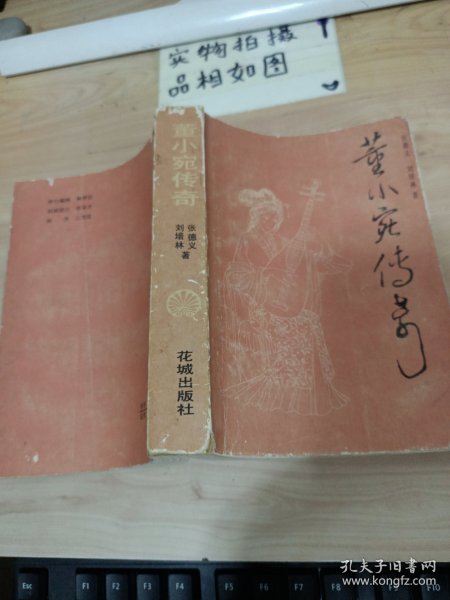 实物拍摄
品相如图
董小宛传奇
张德义
刘培林
著
花城出版社
董小宛传奇
Esc
F1
F2
F3
F4
F5
F6
F7
F8
F9
F10
孔夫子旧书网
www.kongfz.com